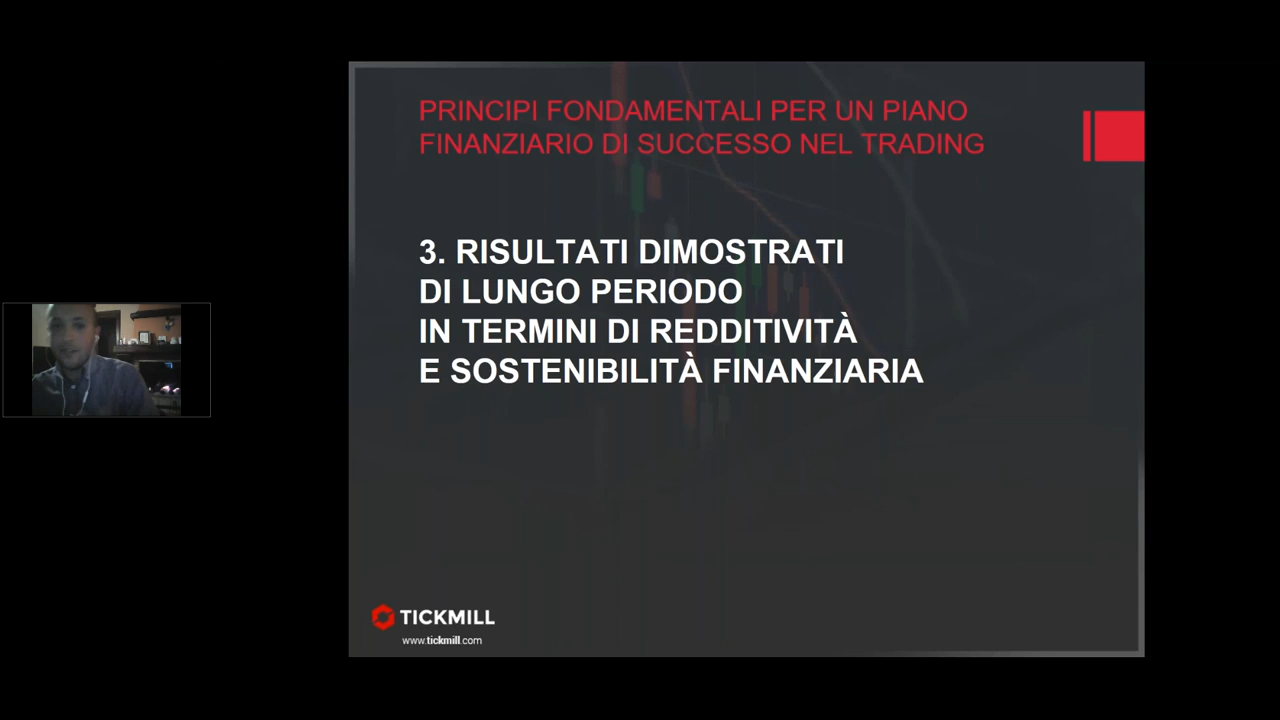 PRINCIPI FONDAMENTALI PER UN PIANO
FINANZIARIO DI SUCCESSO NEL TRADING
3. RISULTATI DIMOSTRATI
DI LUNGO PERIODO
IN TERMINI DI REDDITIVITÀ
E SOSTENIBILITÀ FINANZIARIA
TICKMILL
www.tickmill.com